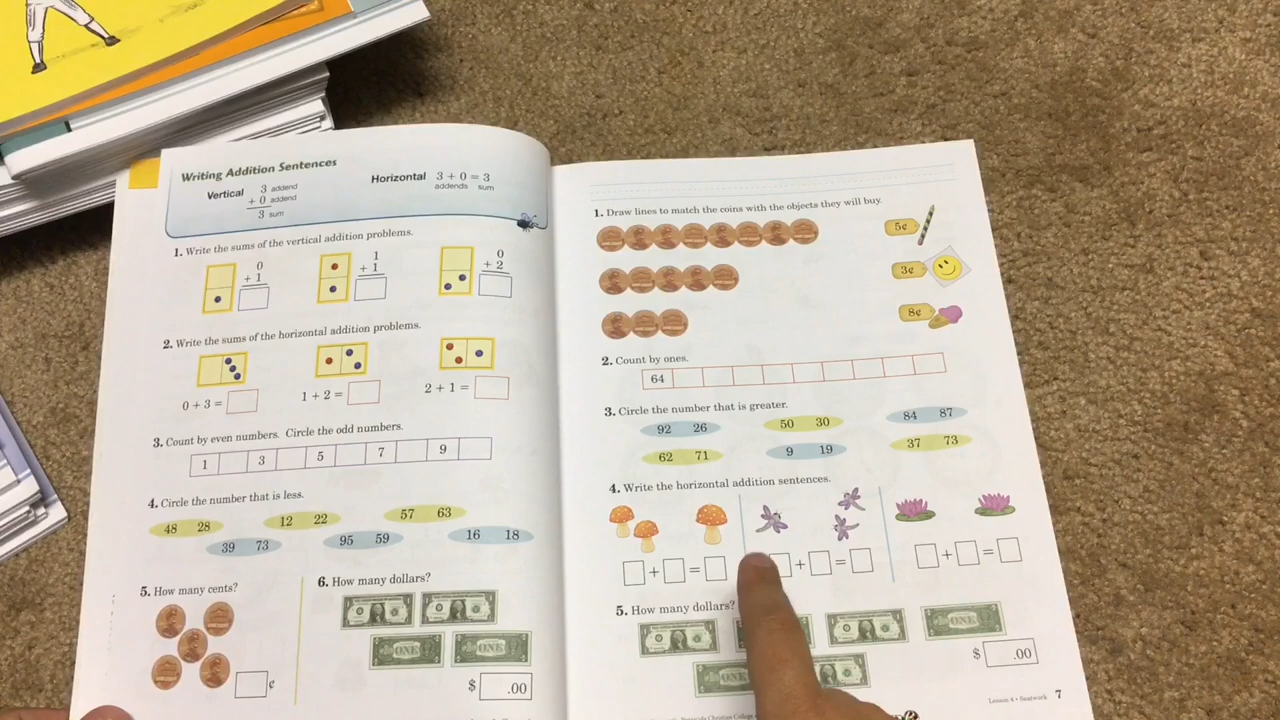 Writing Addition Sentences
Vertical 3 addend
+ 0 addend
3 sum
Horizontal 3 + 0 = 3
addends sum
1. Write the sums of the vertical addition problems.
0 1 0
+ 1 + 1 + 2
2. Write the sums of the horizontal addition problems.
0 + 3 = 1 + 2 = 2 + 1 =
3. Count by even numbers. Circle the odd numbers.
1 3 5 7 9
4. Circle the number that is less.
48 28 12 22 57 63
39 73 95 59 16 18
5. How many cents?
¢
6. How many dollars?
ONE ONE
$ .00
1. Draw lines to match the coins with the objects they will buy.
5¢
3¢
8¢
2. Count by ones.
64
3. Circle the number that is greater.
92 26 50 30 84 87
62 71 9 19 37 73
4. Write the horizontal addition sentences.
+ = + = + =
5. How many dollars?
ONE
ONE
$ .00
Lesson 4 • Seatwork 7
Christian College